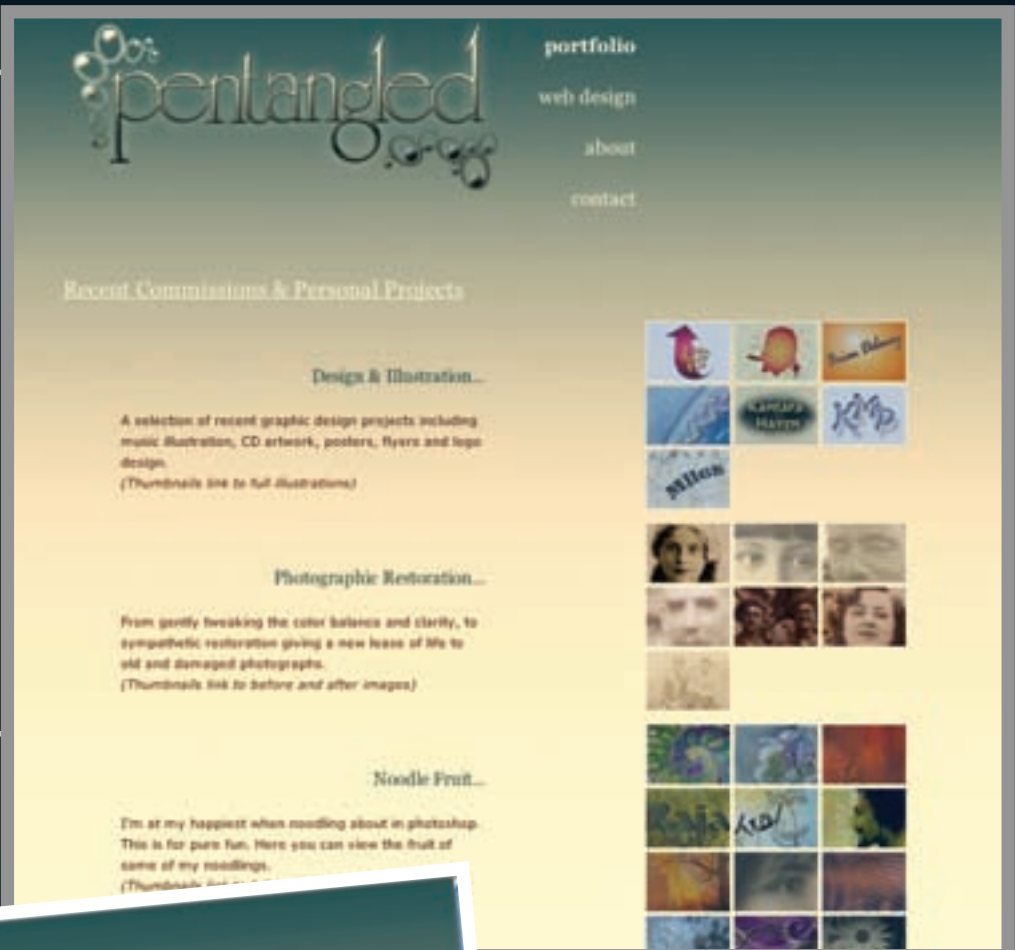 pentangled
portfolio
web design
about
contact
Recent Commissions & Personal Projects
Design & Illustration...
A selection of recent graphic design projects including
music illustration, CD artwork, posters, flyers and logo
design.
(Thumbnails link to full illustrations)
KMP
Miles
Photographic Restoration...
From gently tweaking the color balance and clarity, to
sympathetic restoration giving a new lease of life to
old and damaged photographs.
(Thumbnails link to before and after images)
Noodle Fruit...
I'm at my happiest when noodling about in photoshop.
This is for pure fun. Here you can view the fruit of
some of my noodlings.
(Thumbnails